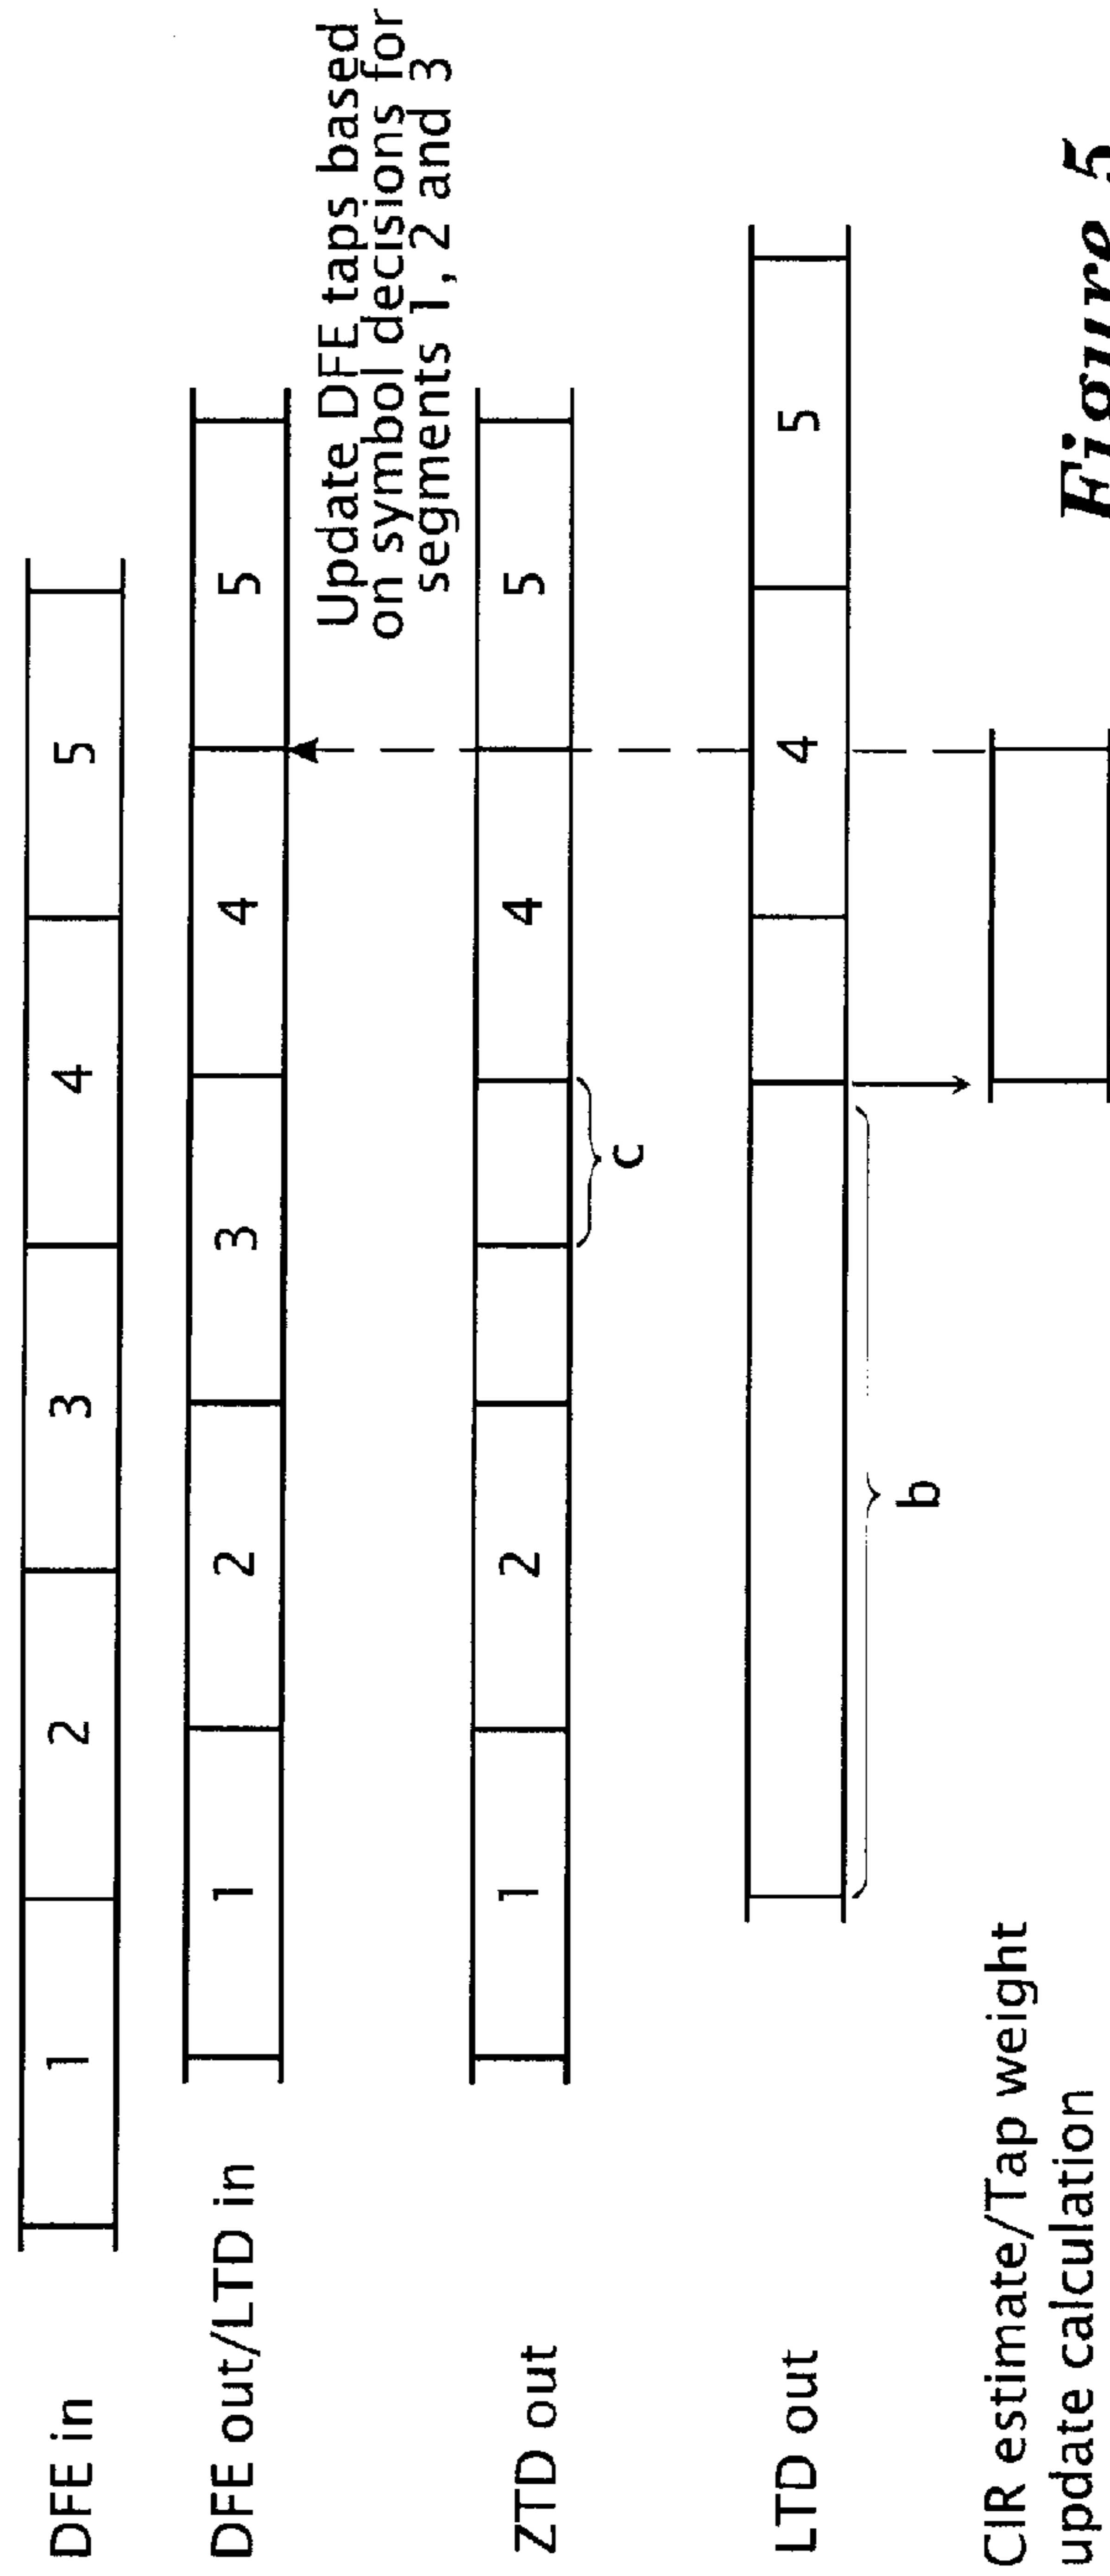 DFE in
1 2 3 4 5
DFE out/LTD in
1 2 3 4 5
Update DFE taps based
on symbol decisions for
segments 1, 2 and 3
ZTD out
1 2 4 5
c
LTD out
4 5
b
CIR estimate/Tap weight
update calculation
Figure 5